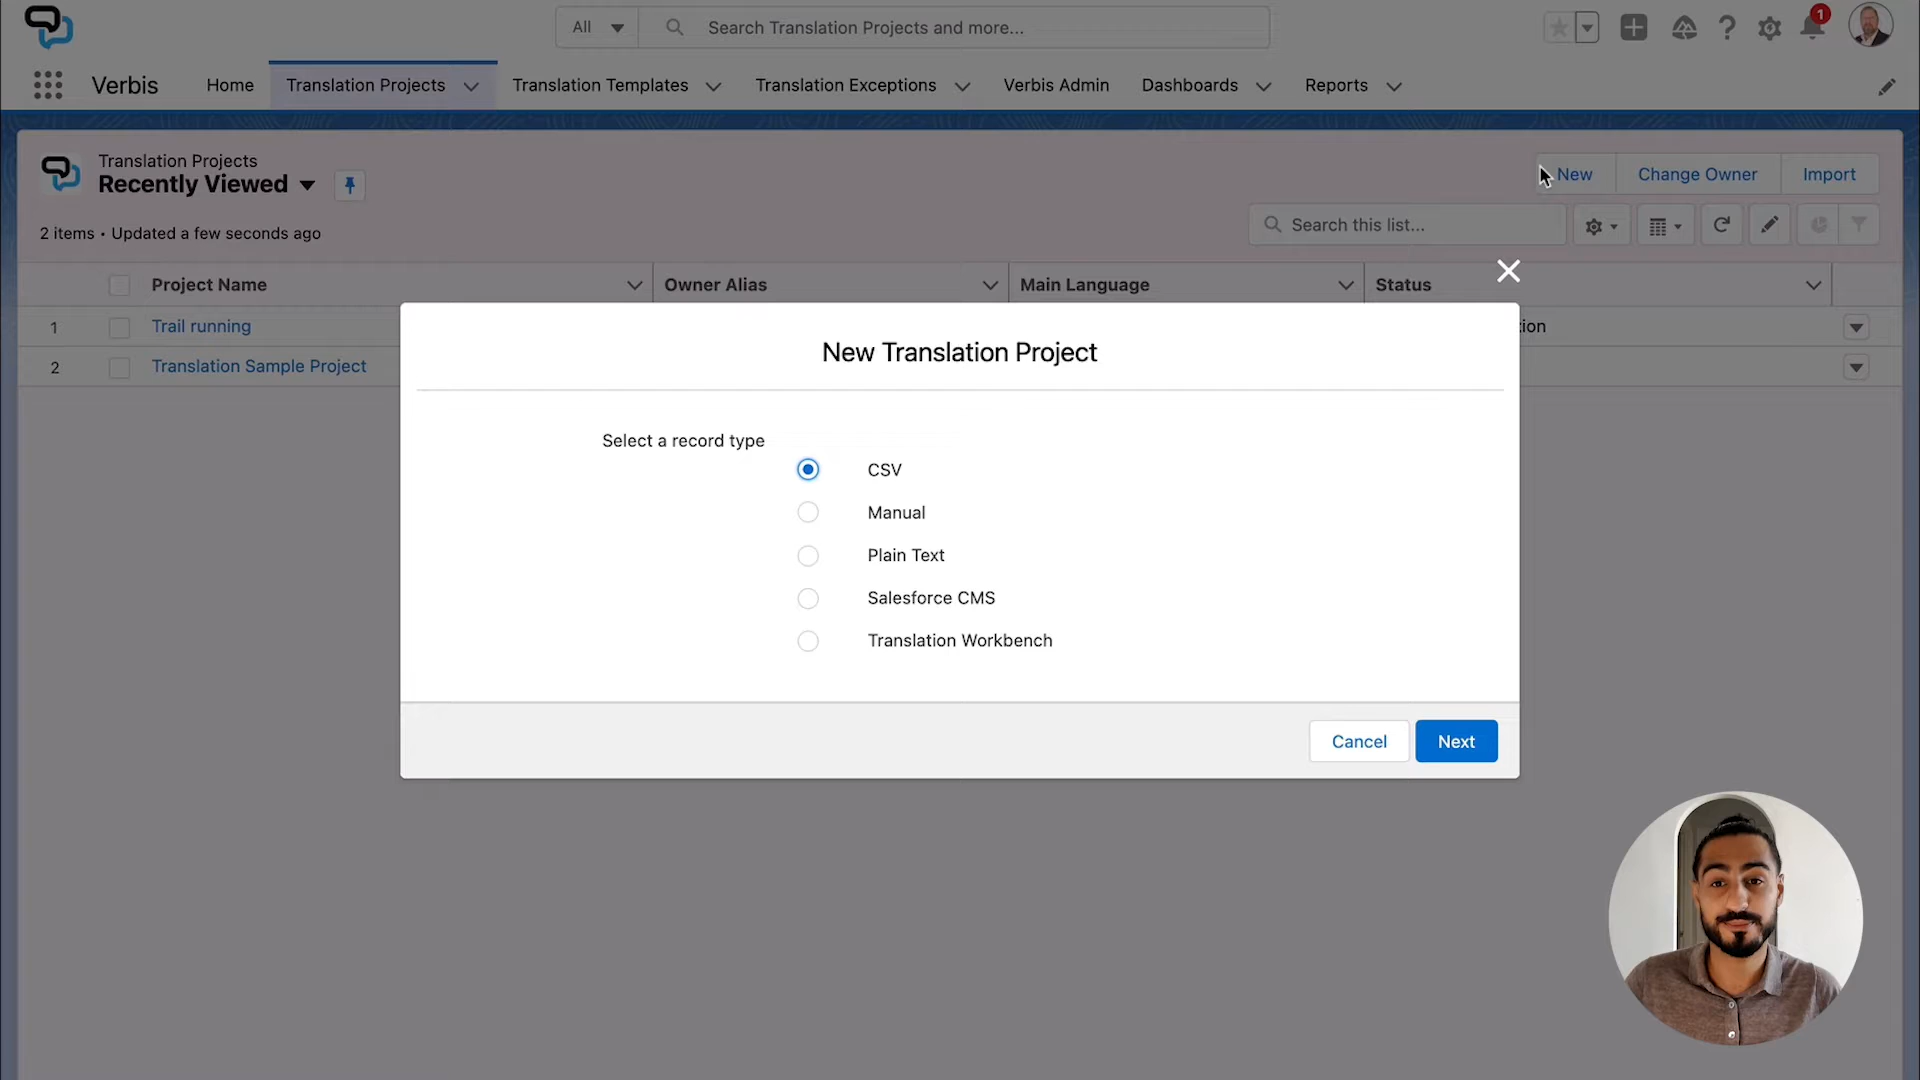 All
Search Translation Projects and more...
1
Verbis
Home
Translation Projects
Translation Templates
Translation Exceptions
Verbis Admin
Dashboards
Reports
Translation Projects
Recently Viewed
New
Change Owner
Import
2 items • Updated a few seconds ago
Search this list...
Project Name
Owner Alias
Main Language
Status
1
Trail running
tion
2
Translation Sample Project
New Translation Project
Select a record type
CSV
Manual
Plain Text
Salesforce CMS
Translation Workbench
Cancel
Next